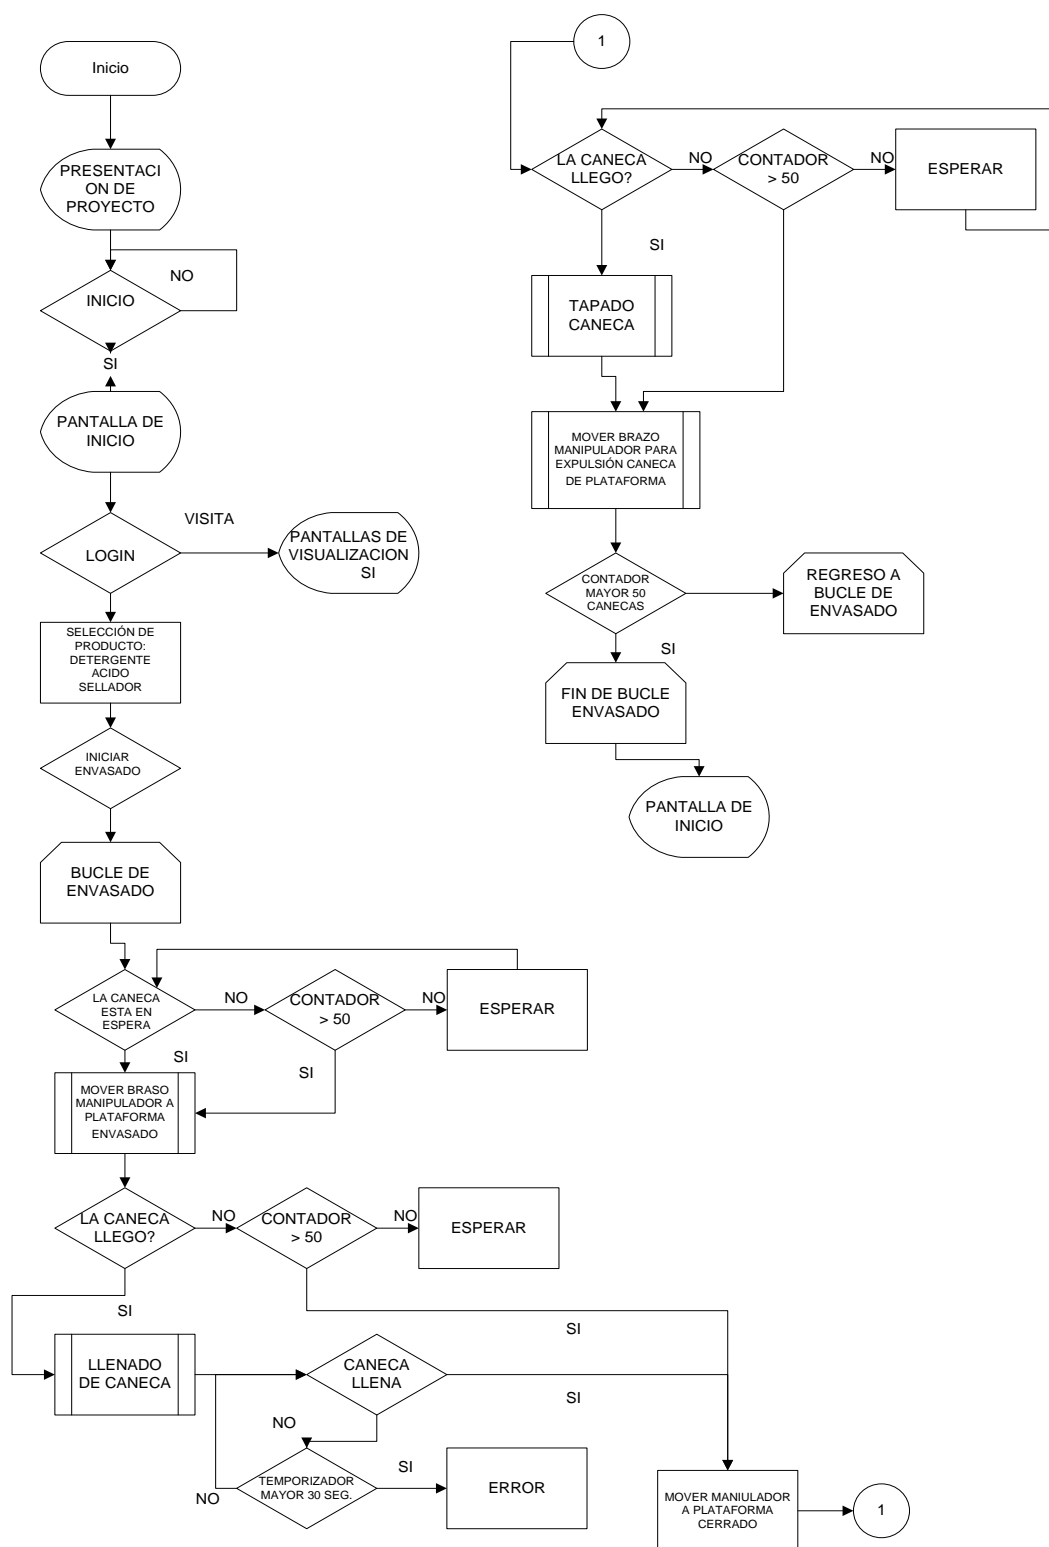 Inicio
PRESENTACI
ON DE
PROYECTO
NO
INICIO
SI
PANTALLA DE
INICIO
VISITA
LOGIN
PANTALLAS DE
VISUALIZACION
SI
SELECCIÓN DE
PRODUCTO:
DETERGENTE
ACIDO
SELLADOR
INICIAR
ENVASADO
BUCLE DE
ENVASADO
LA CANECA
ESTA EN
ESPERA
NO
CONTADOR
> 50
NO
ESPERAR
SI
SI
MOVER BRASO
MANIPULADOR A
PLATAFORMA
ENVASADO
LA CANECA
LLEGO?
NO
CONTADOR
> 50
NO
ESPERAR
SI
SI
LLENADO
DE CANECA
CANECA
LLENA
SI
NO
TEMPORIZADOR
MAYOR 30 SEG.
NO
SI
ERROR
MOVER MANIULADOR
A PLATAFORMA
CERRADO
1
1
LA CANECA
LLEGO?
NO
CONTADOR
> 50
NO
ESPERAR
SI
TAPADO
CANECA
MOVER BRAZO
MANIPULADOR PARA
EXPULSIÓN CANECA
DE PLATAFORMA
CONTADOR
MAYOR 50
CANECAS
REGRESO A
BUCLE DE
ENVASADO
SI
FIN DE BUCLE
ENVASADO
PANTALLA DE
INICIO